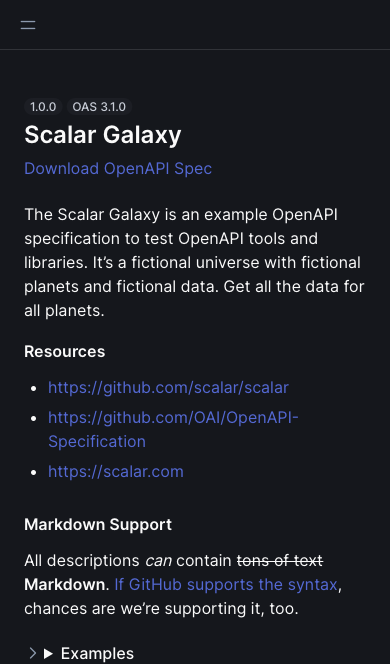 1.0.0 OAS 3.1.0
Scalar Galaxy
Download OpenAPI Spec
The Scalar Galaxy is an example OpenAPI
specification to test OpenAPI tools and
libraries. It’s a fictional universe with fictional
planets and fictional data. Get all the data for
all planets.
Resources
https://github.com/scalar/scalar
https://github.com/OAI/OpenAPI-
Specification
https://scalar.com
Markdown Support
All descriptions can contain tons of text
Markdown. If GitHub supports the syntax,
chances are we’re supporting it, too.
Examples